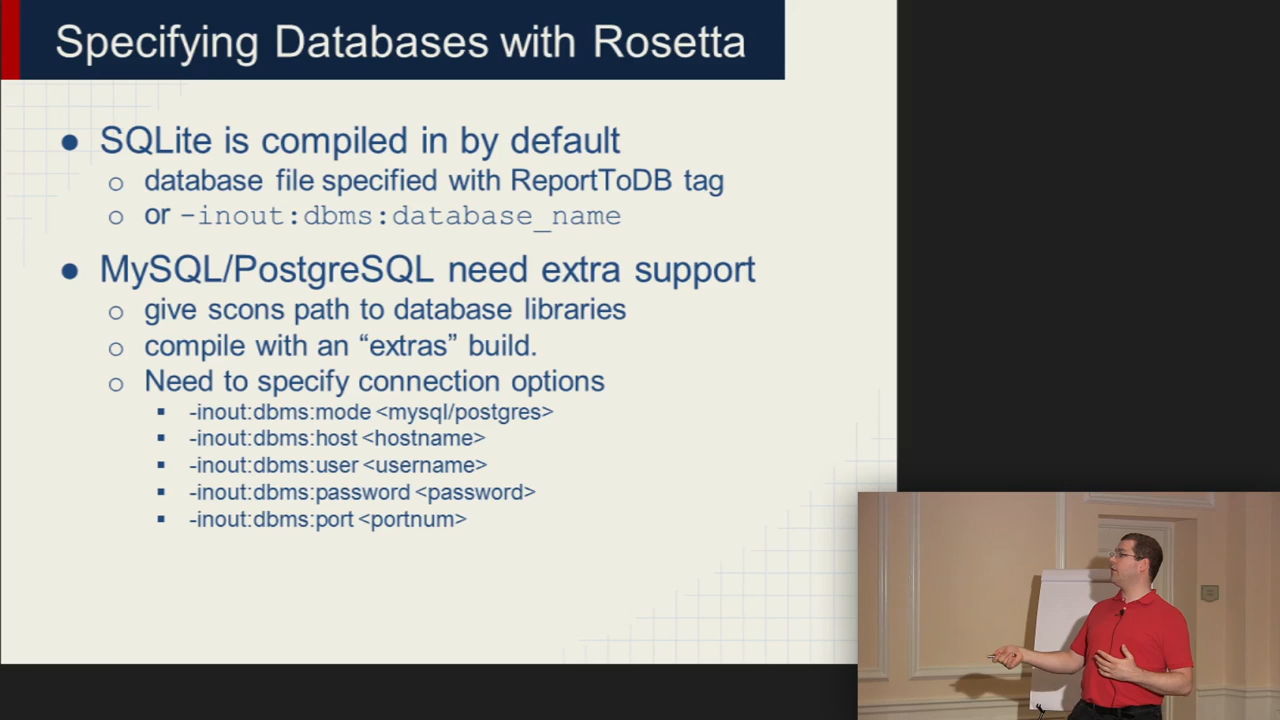 Specifying Databases with Rosetta
● SQLite is compiled in by default
o database file specified with ReportToDB tag
o or -inout:dbms:database_name
● MySQL/PostgreSQL need extra support
o give scons path to database libraries
o compile with an “extras” build.
o Need to specify connection options
▪ -inout:dbms:mode <mysql/postgres>
▪ -inout:dbms:host <hostname>
▪ -inout:dbms:user <username>
▪ -inout:dbms:password <password>
▪ -inout:dbms:port <portnum>